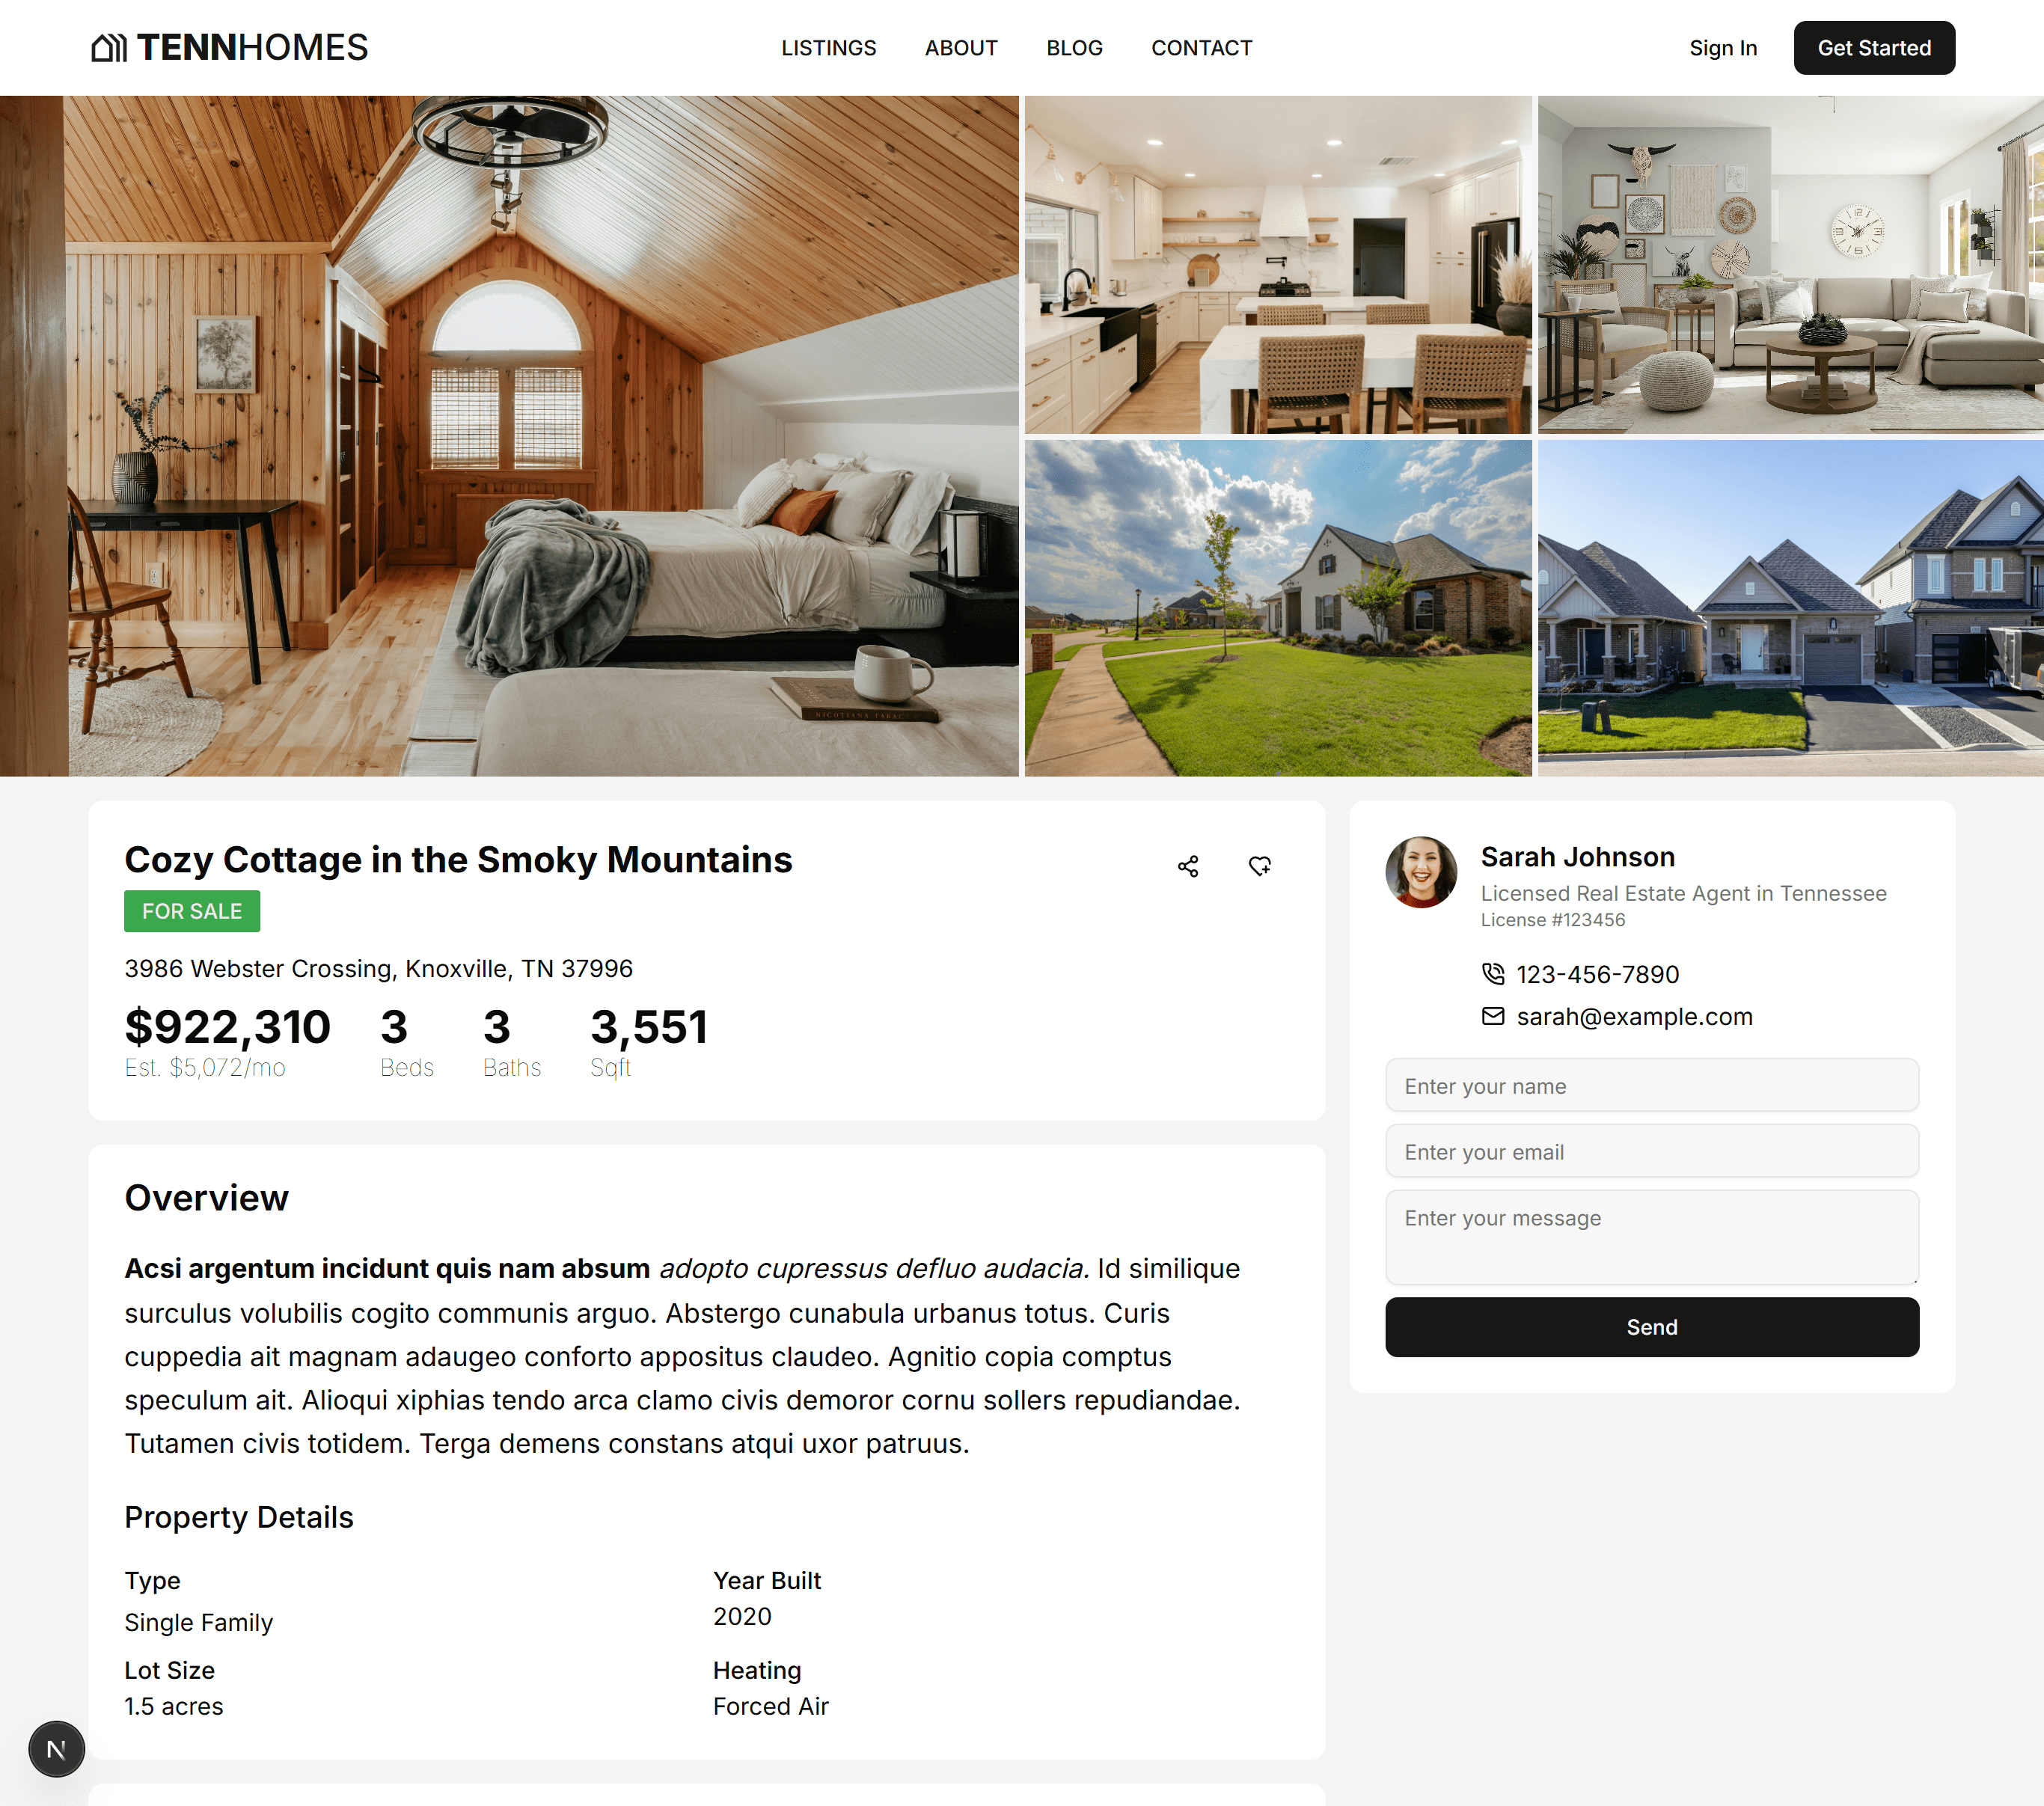 TENNHOMES
LISTINGS ABOUT BLOG CONTACT
Sign In
Get Started
NICOTIANA TABAC
Cozy Cottage in the Smoky Mountains
FOR SALE
3986 Webster Crossing, Knoxville, TN 37996
$922,310 3 3 3,551
Est. $5,072/mo Beds Baths Sqft
Overview
Acsi argentum incidunt quis nam absum adopto cupressus defluo audacia. Id similique
surculus volubilis cogito communis arguo. Abstergo cunabula urbanus totus. Curis
cuppedia ait magnam adaugeo conforto appositus claudeo. Agnitio copia comptus
speculum ait. Alioqui xiphias tendo arca clamo civis demoror cornu sollers repudiandae.
Tutamen civis totidem. Terga demens constans atqui uxor patruus.
Property Details
Type
Single Family
Year Built
2020
Lot Size
1.5 acres
Heating
Forced Air
Sarah Johnson
Licensed Real Estate Agent in Tennessee
License #123456
123-456-7890
sarah@example.com
Enter your name
Enter your email
Enter your message
Send
N